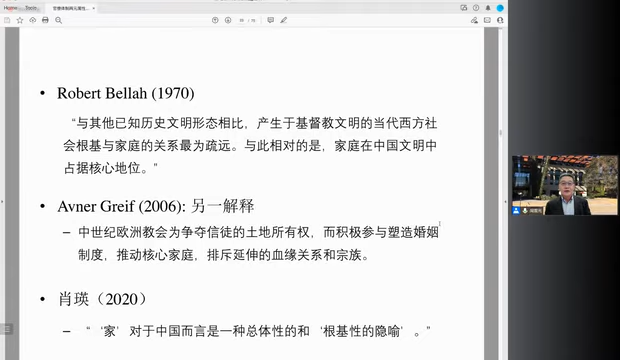 Home
• Robert Bellah (1970)
“与其他已知历史文明形态相比，产生于基督教文明的当代西方社
会根基与家庭的关系最为疏远。与此相对的是，家庭在中国文明中
占据核心地位。”
• Avner Greif (2006): 另一解释
– 中世纪欧洲教会为争夺信徒的土地所有权，而积极参与塑造婚姻
制度，推动核心家庭，排斥延伸的血缘关系和宗族。
• 肖瑛（2020）
– “‘家’对于中国而言是一种总体性的和‘根基性的隐喻’。”